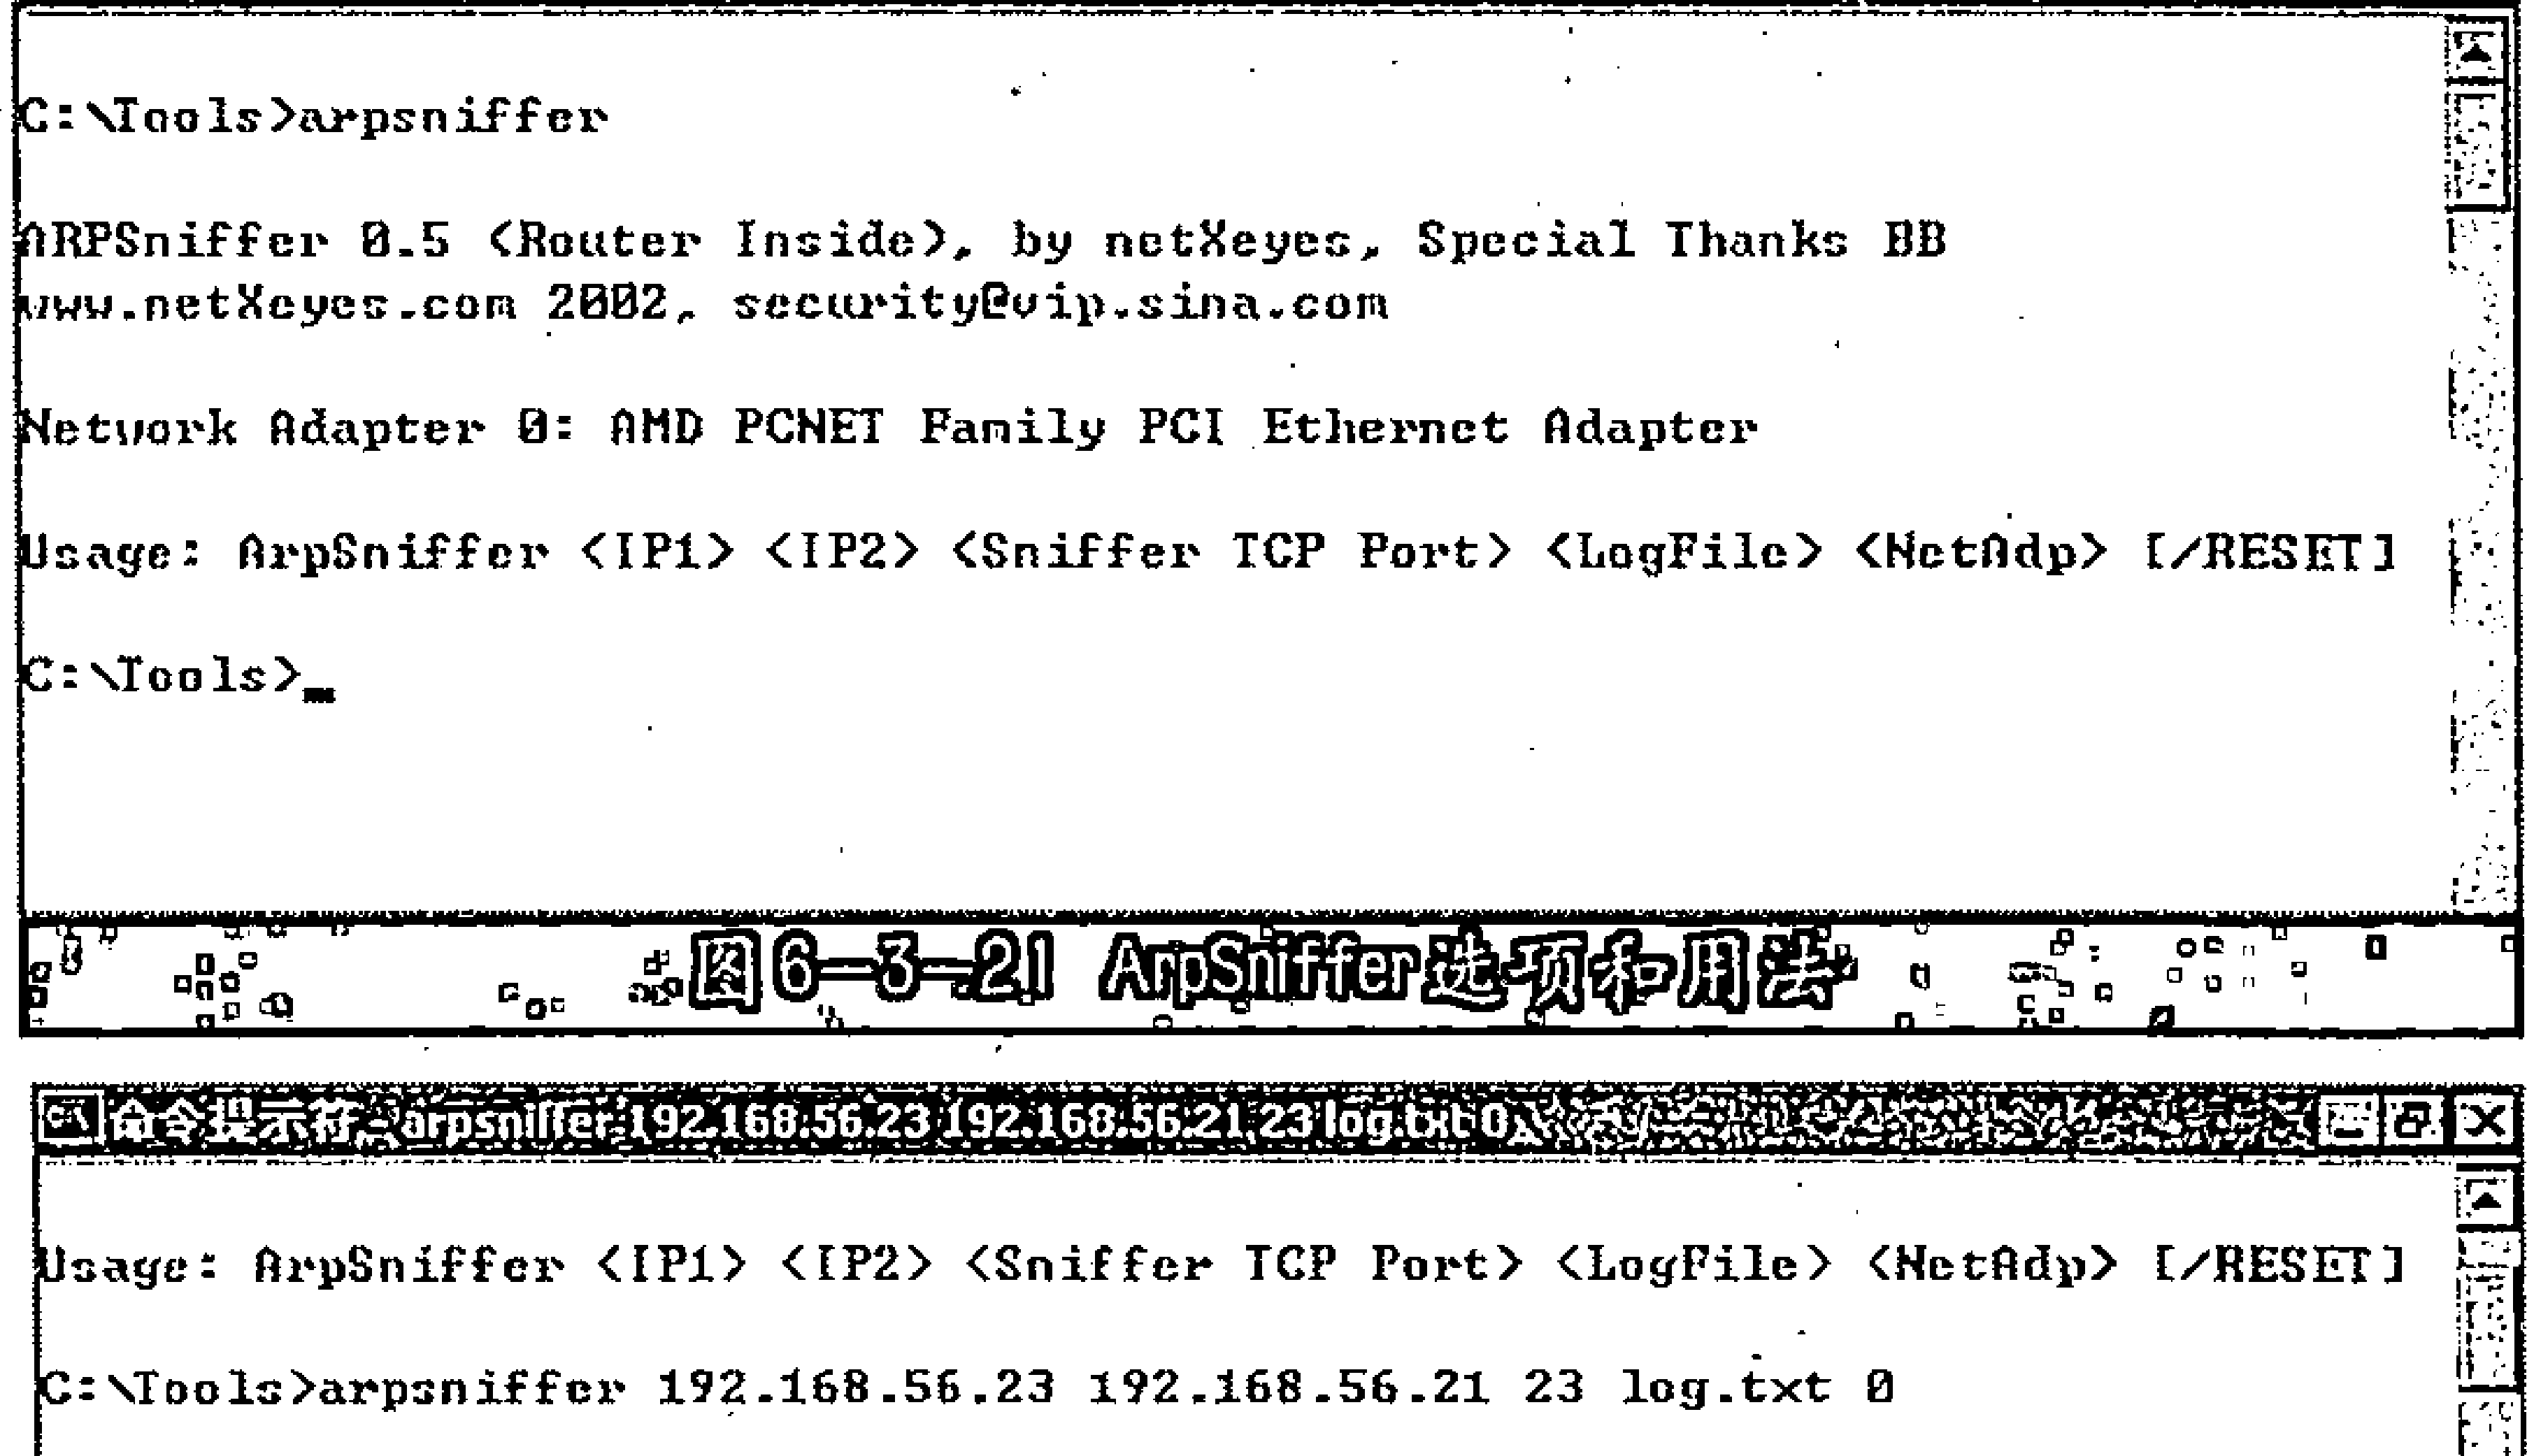 C:\Tools>arpsniffer
ARPSniffer 0.5 <Router Inside>, by netXeyes, Special Thanks BB
www.netXeyes.com 2002, security@vip.sina.com
Network Adapter 0: AMD PCNET Family PCI Ethernet Adapter
Usage: ArpSniffer <IP1> <IP2> <Sniffer TCP Port> <LogFile> <NetAdp> [/RESET]
C:\Tools>_
图6-3-21 ArpSniffer选项和用法
命令提示符 - arpsniffer 192.168.56.23 192.168.56.21 23 log.txt 0
Usage: ArpSniffer <IP1> <IP2> <Sniffer TCP Port> <LogFile> <NetAdp> [/RESET]
C:\Tools>arpsniffer 192.168.56.23 192.168.56.21 23 log.txt 0